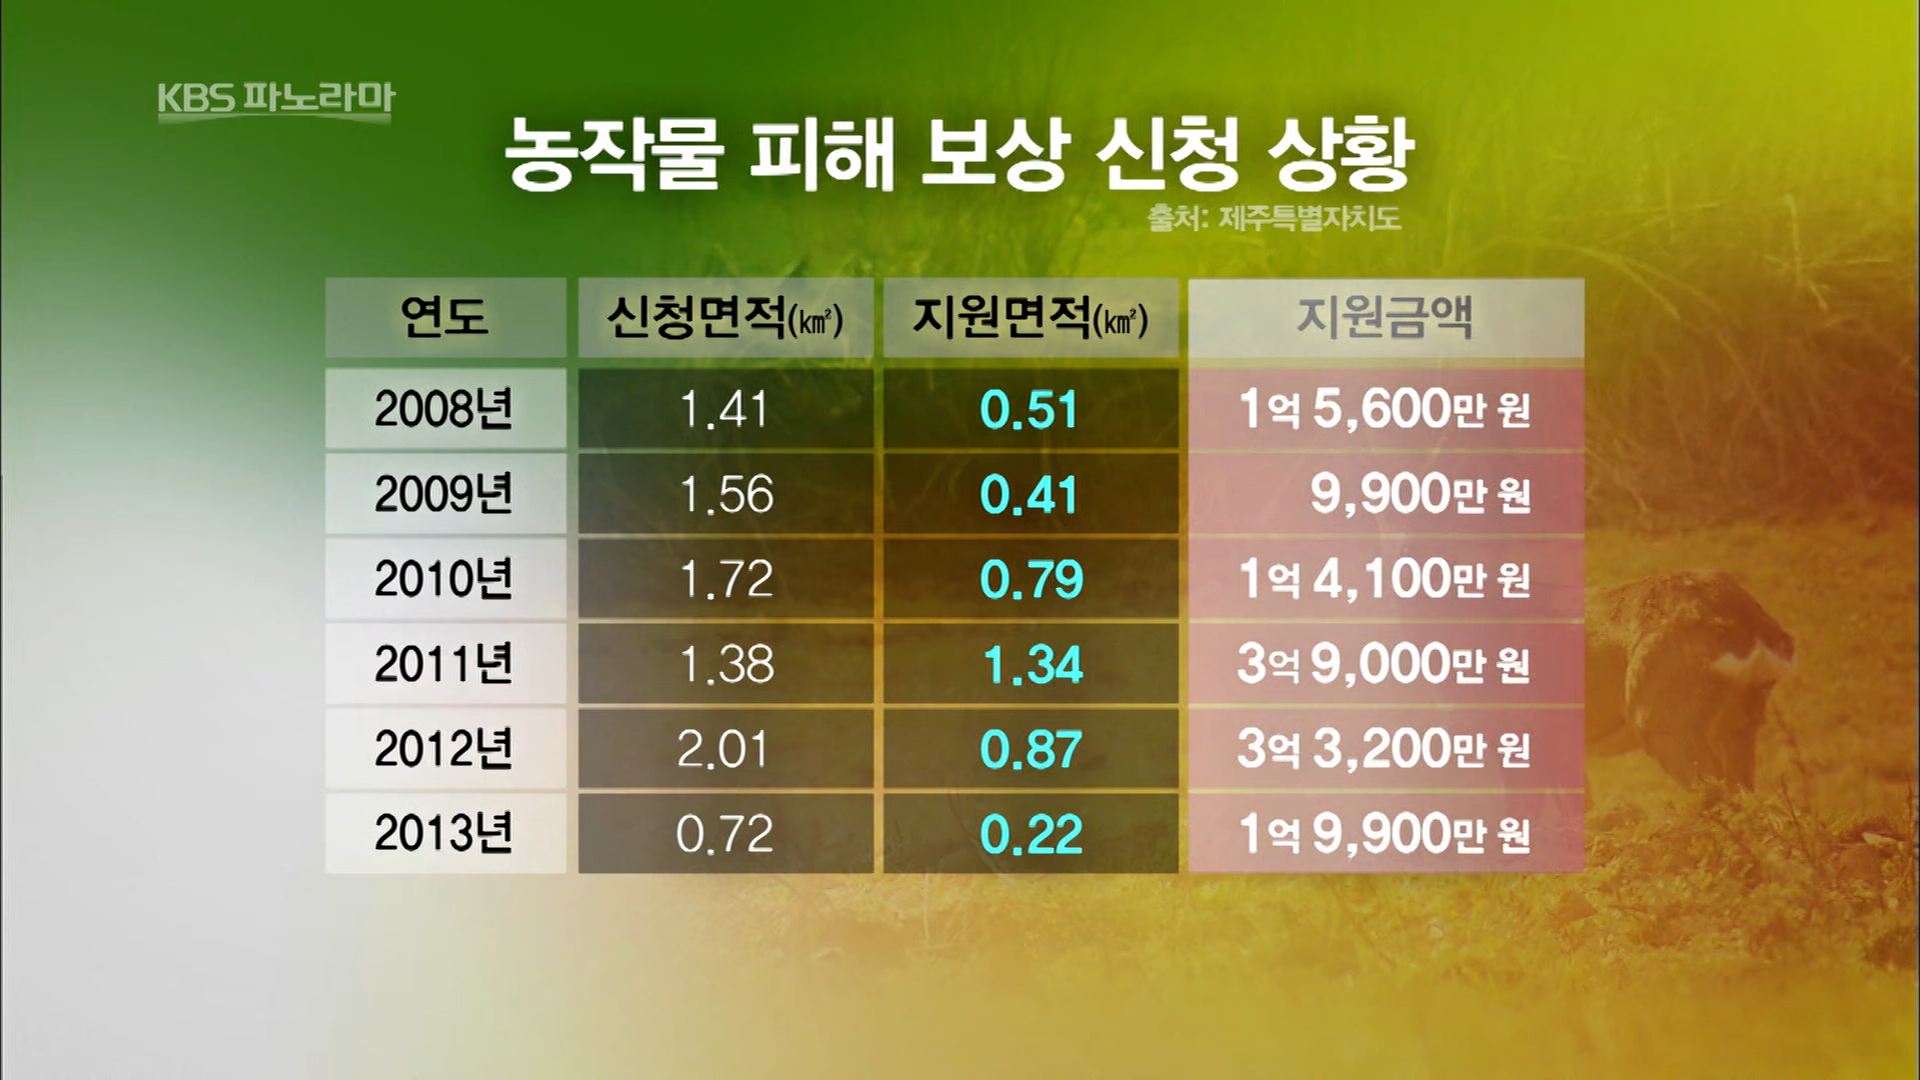 KBS 파노라마
농작물 피해 보상 신청 상황
출처: 제주특별자치도
연도 신청면적(㎢) 지원면적(㎢) 지원금액
2008년 1.41 0.51 1억 5,600만 원
2009년 1.56 0.41 9,900만 원
2010년 1.72 0.79 1억 4,100만 원
2011년 1.38 1.34 3억 9,000만 원
2012년 2.01 0.87 3억 3,200만 원
2013년 0.72 0.22 1억 9,900만 원